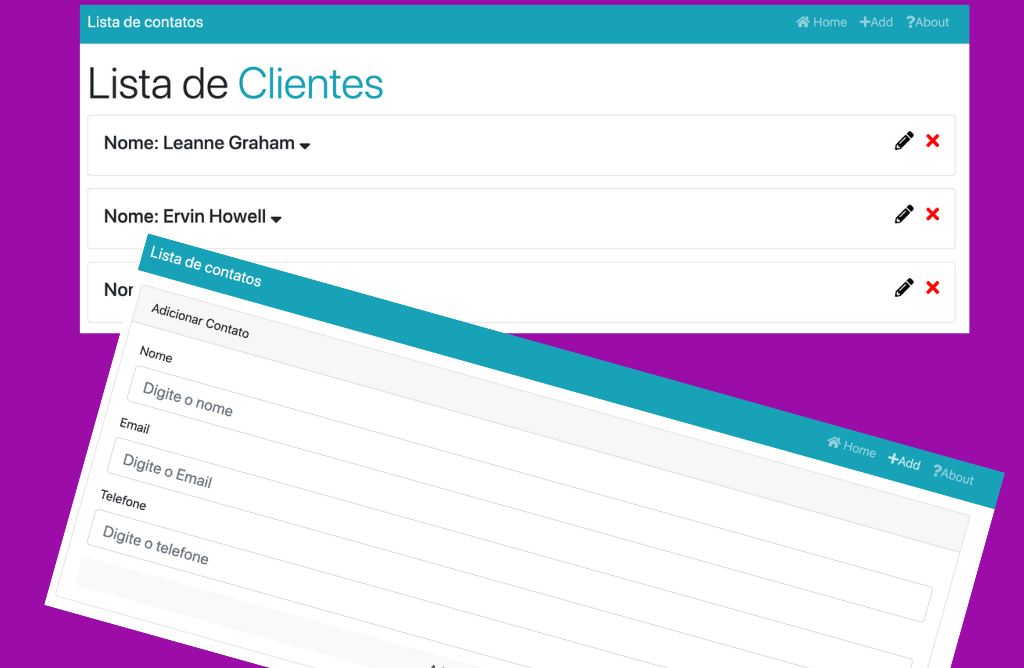 Lista de contatos Home Add ?About
Lista de Clientes
Nome: Leanne Graham
Nome: Ervin Howell
Lista de contatos
Adicionar Contato
Nome
Digite o nome
Email
Digite o Email
Telefone
Digite o telefone
Home Add ?About